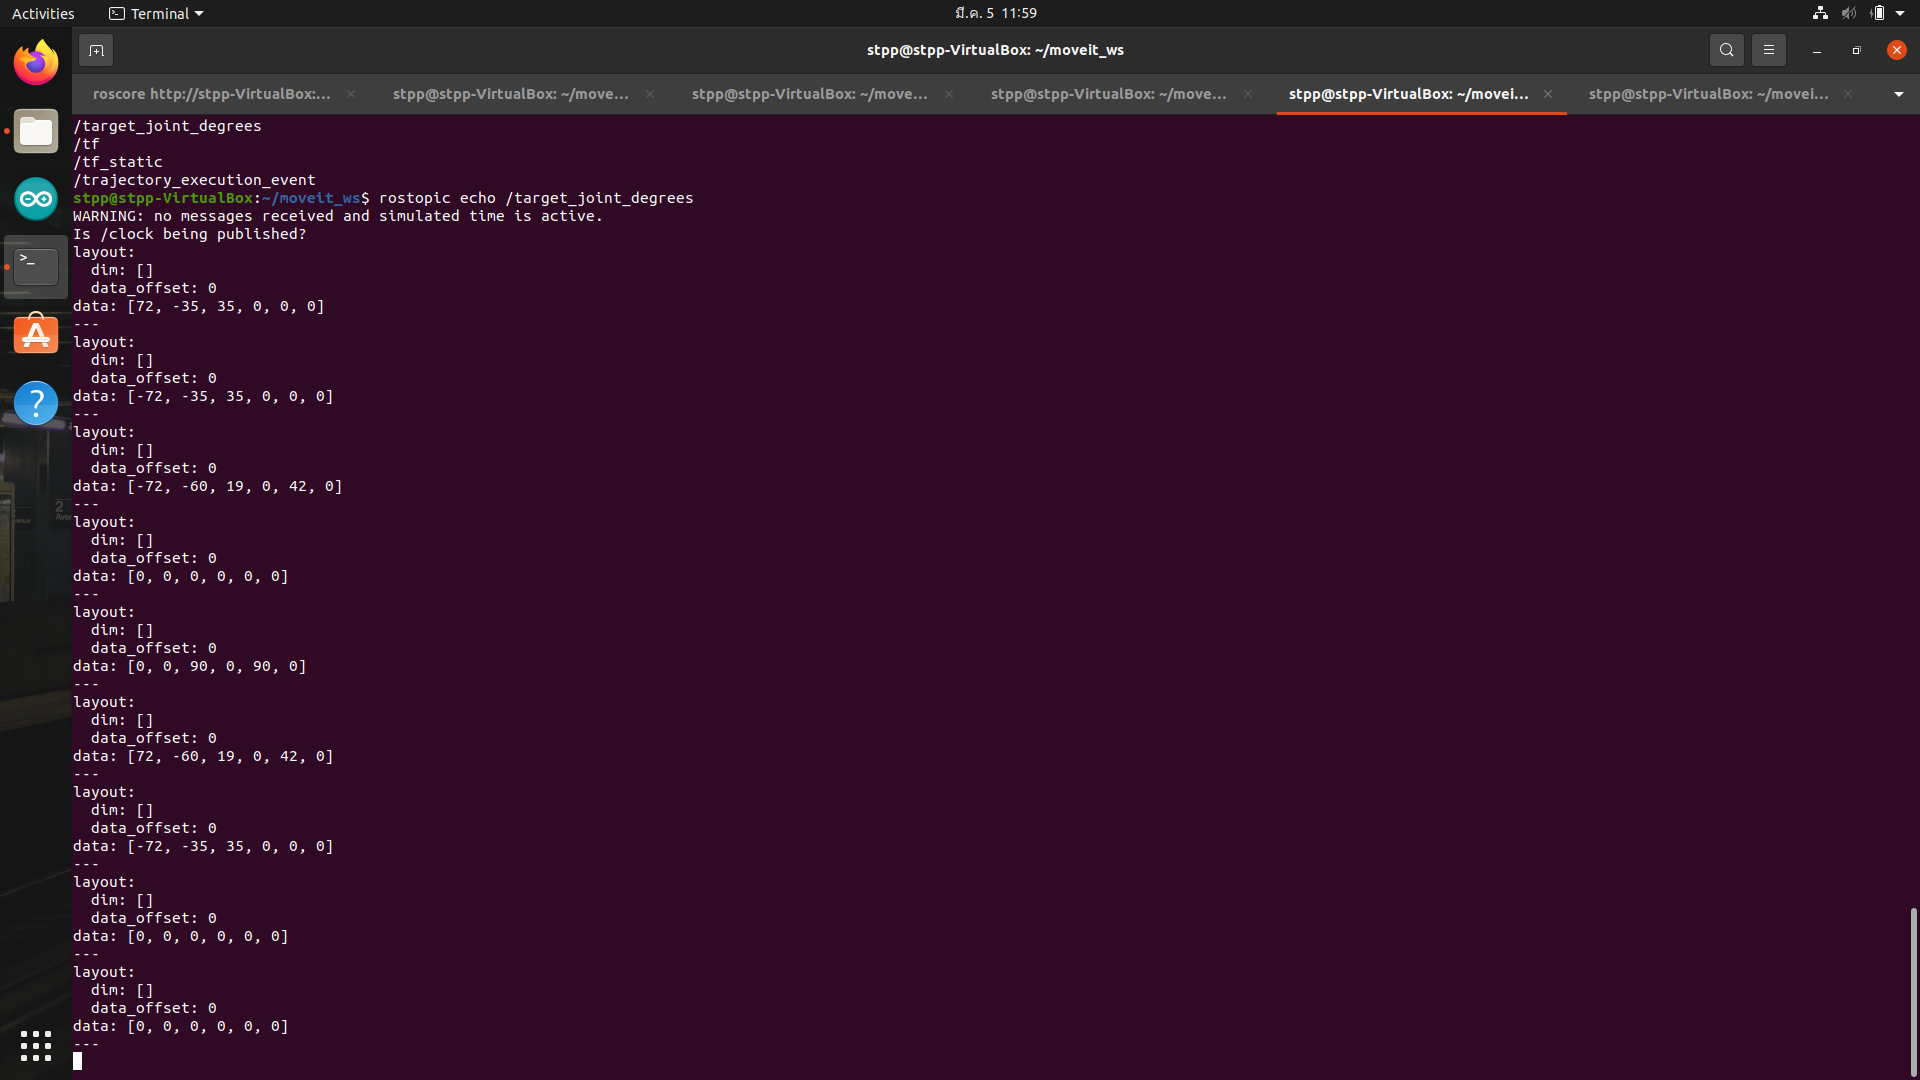 Activities
Terminal
มี.ค. 5 11:59
stpp@stpp-VirtualBox: ~/moveit_ws
roscore http://stpp-VirtualBox:...
stpp@stpp-VirtualBox: ~/move...
stpp@stpp-VirtualBox: ~/move...
stpp@stpp-VirtualBox: ~/move...
stpp@stpp-VirtualBox: ~/movei...
stpp@stpp-VirtualBox: ~/movei...
/target_joint_degrees
/tf
/tf_static
/trajectory_execution_event
stpp@stpp-VirtualBox:~/moveit_ws$ rostopic echo /target_joint_degrees
WARNING: no messages received and simulated time is active.
Is /clock being published?
layout:
  dim: []
  data_offset: 0
data: [72, -35, 35, 0, 0, 0]
---
layout:
  dim: []
  data_offset: 0
data: [-72, -35, 35, 0, 0, 0]
---
layout:
  dim: []
  data_offset: 0
data: [-72, -60, 19, 0, 42, 0]
---
layout:
  dim: []
  data_offset: 0
data: [0, 0, 0, 0, 0, 0]
---
layout:
  dim: []
  data_offset: 0
data: [0, 0, 90, 0, 90, 0]
---
layout:
  dim: []
  data_offset: 0
data: [72, -60, 19, 0, 42, 0]
---
layout:
  dim: []
  data_offset: 0
data: [-72, -35, 35, 0, 0, 0]
---
layout:
  dim: []
  data_offset: 0
data: [0, 0, 0, 0, 0, 0]
---
layout:
  dim: []
  data_offset: 0
data: [0, 0, 0, 0, 0, 0]
---